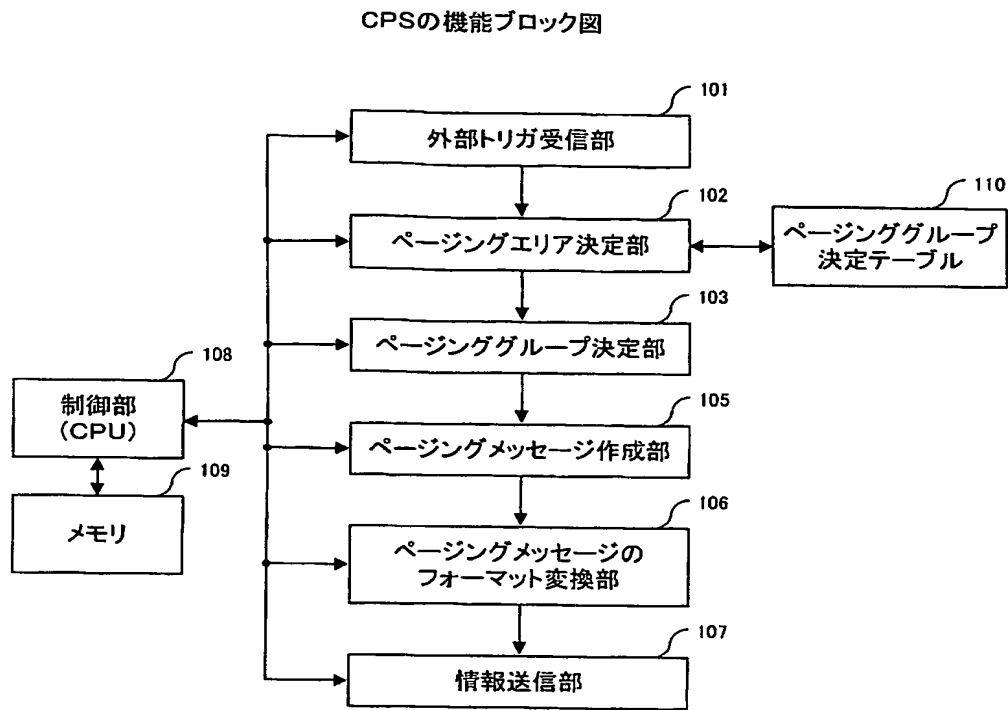 CPSの機能ブロック図
101
外部トリガ受信部
102
ページングエリア決定部
110
ページンググループ
決定テーブル
103
ページンググループ決定部
108
制御部
(CPU)
105
ページングメッセージ作成部
109
メモリ
106
ページングメッセージの
フォーマット変換部
107
情報送信部